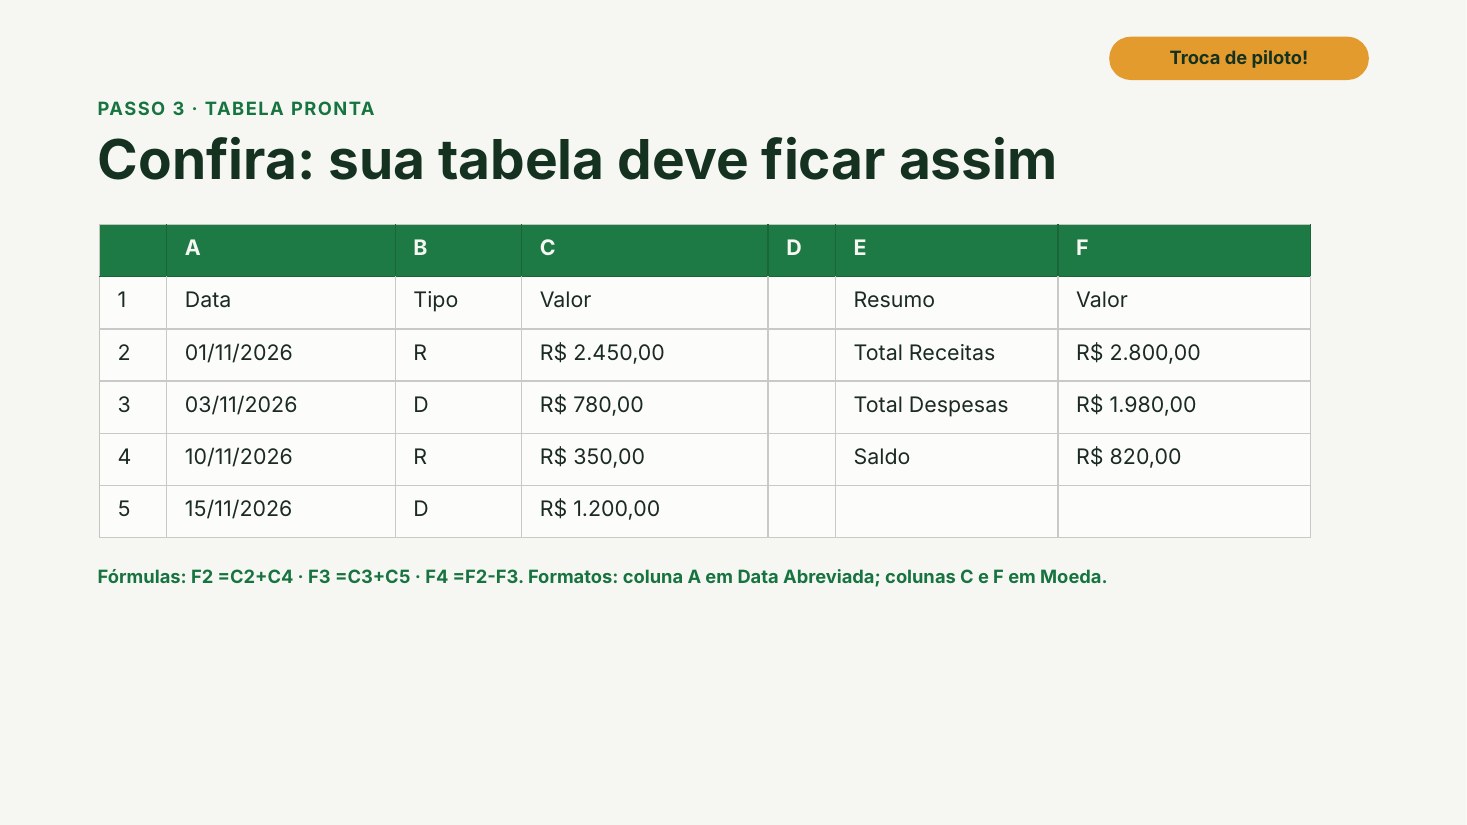 Troca de piloto!
PASSO 3 · TABELA PRONTA
Confira: sua tabela deve ficar assim
A B C D E F
1 Data Tipo Valor Resumo Valor
2 01/11/2026 R R$ 2.450,00 Total Receitas R$ 2.800,00
3 03/11/2026 D R$ 780,00 Total Despesas R$ 1.980,00
4 10/11/2026 R R$ 350,00 Saldo R$ 820,00
5 15/11/2026 D R$ 1.200,00
Fórmulas: F2 =C2+C4 · F3 =C3+C5 · F4 =F2-F3. Formatos: coluna A em Data Abreviada; colunas C e F em Moeda.